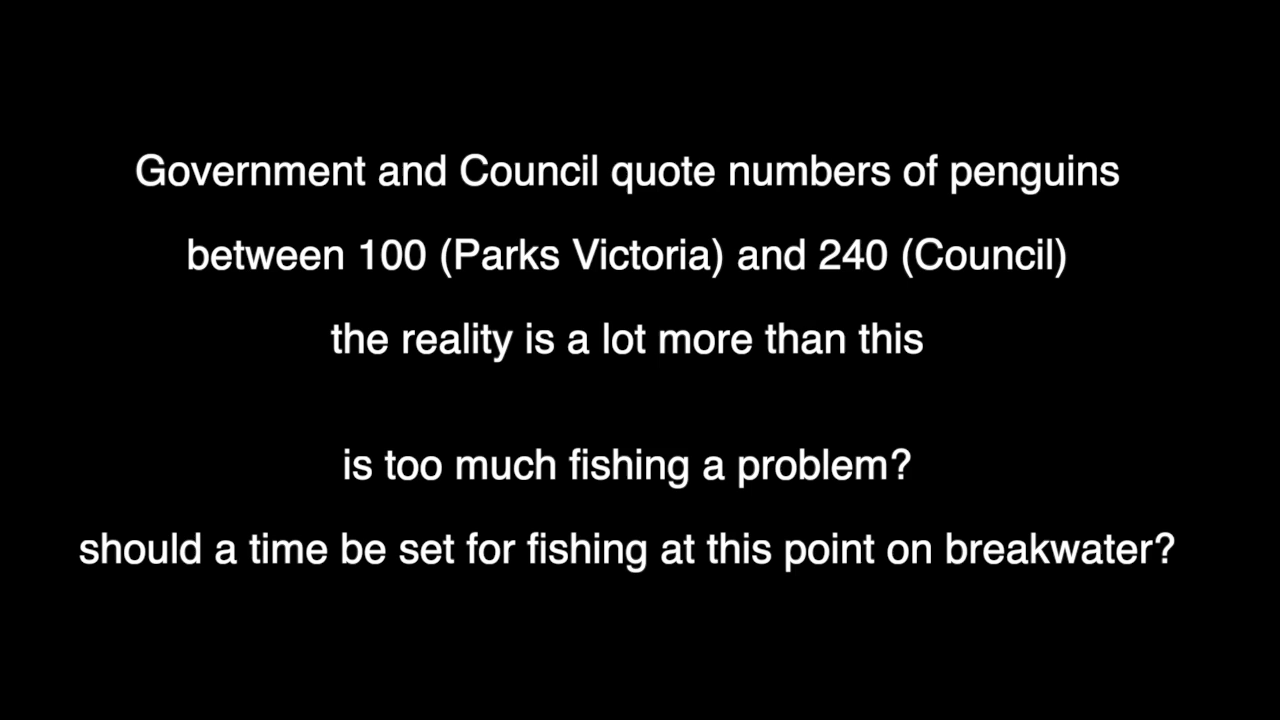 Government and Council quote numbers of penguins
between 100 (Parks Victoria) and 240 (Council)
the reality is a lot more than this
is too much fishing a problem?
should a time be set for fishing at this point on breakwater?